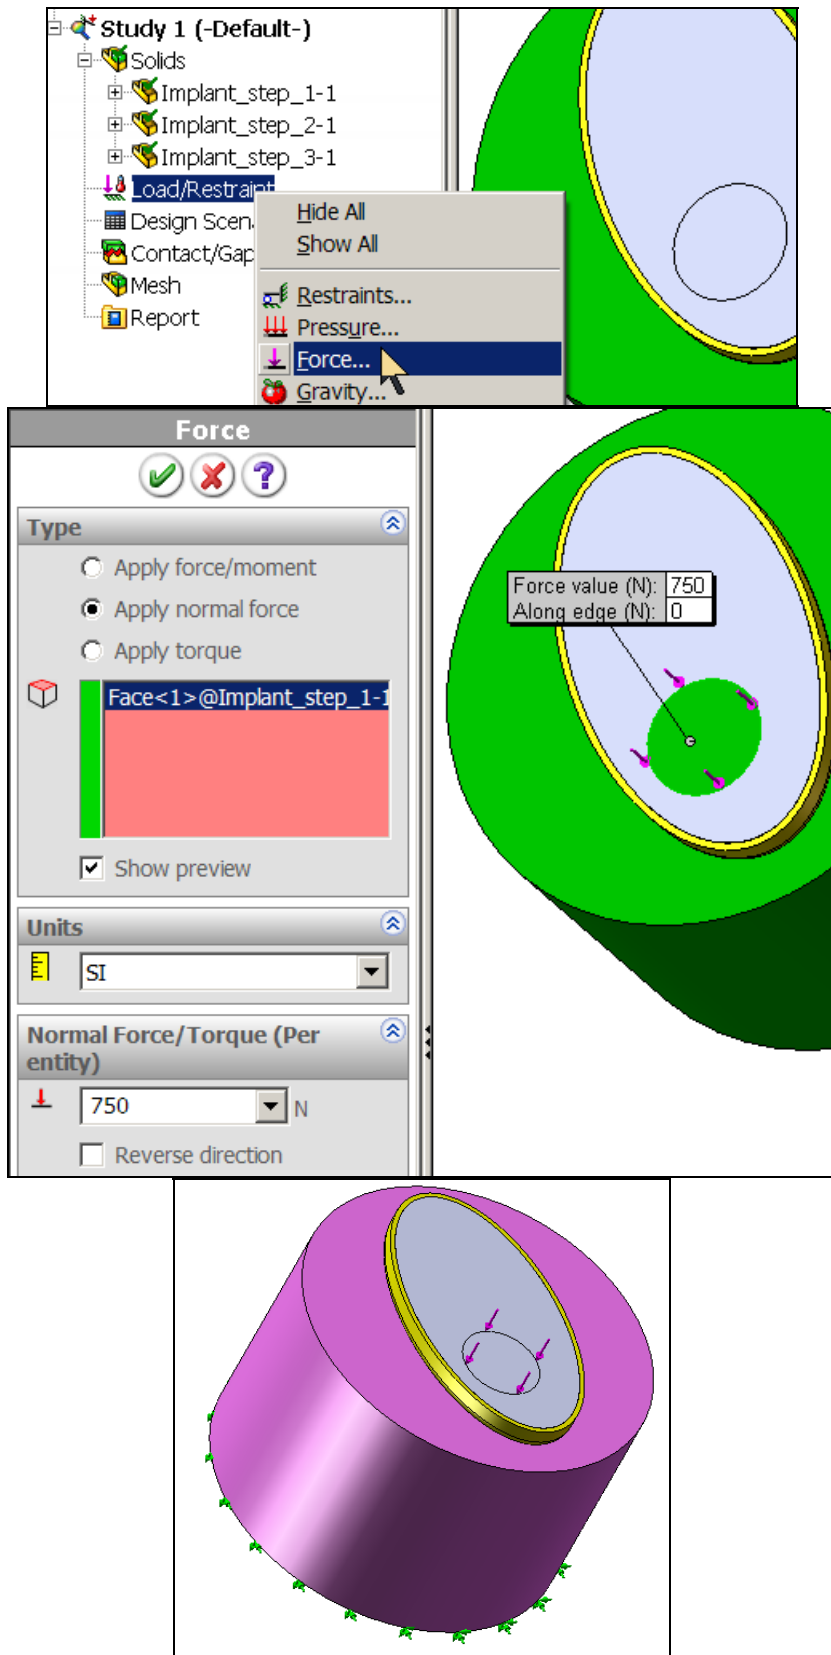 Study 1 (-Default-)
Solids
Implant_step_1-1
Implant_step_2-1
Implant_step_3-1
Load/Restraint
Hide All
Design Scen
Show All
Contact/Gap
Mesh
Restraints...
Report
Pressure...
Force...
Gravity...
Force
Type
Apply force/moment
Apply normal force
Apply torque
Face<1>@Implant_step_1-1
Show preview
Force value (N): 750
Along edge (N): 0
Units
SI
Normal Force/Torque (Per
entity)
750 N
Reverse direction